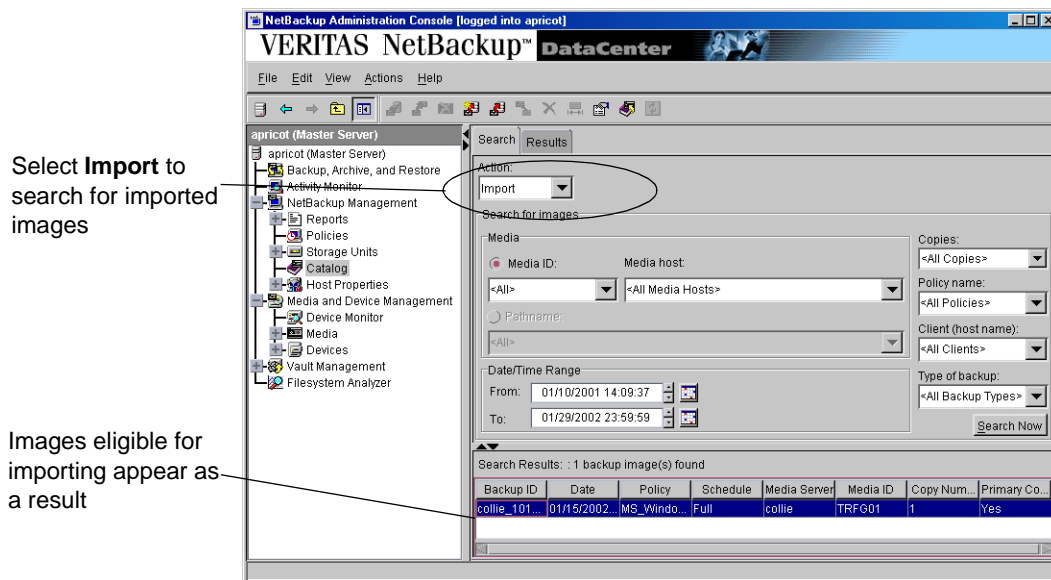 NetBackup Administration Console [logged into apricot]
VERITAS NetBackup™ DataCenter
File Edit View Actions Help
apricot (Master Server)
apricot (Master Server)
Backup, Archive, and Restore
Activity Monitor
NetBackup Management
Reports
Policies
Storage Units
Catalog
Host Properties
Media and Device Management
Device Monitor
Media
Devices
Vault Management
Filesystem Analyzer
Select Import to
search for imported
images
Images eligible for
importing appear as
a result
Search Results
Action:
Import
Search for images
Media
Media ID: Media host:
<All> <All Media Hosts>
Pathname:
<All>
Date/Time Range
From: 01/10/2001 14:09:37
To: 01/29/2002 23:59:59
Copies:
<All Copies>
Policy name:
<All Policies>
Client (host name):
<All Clients>
Type of backup:
<All Backup Types>
Search Now
Search Results: : 1 backup image(s) found
Backup ID Date Policy Schedule Media Server Media ID Copy Num... Primary Co...
collie_101... 01/15/2002... MS_Windo... Full collie TRFG01 1 Yes